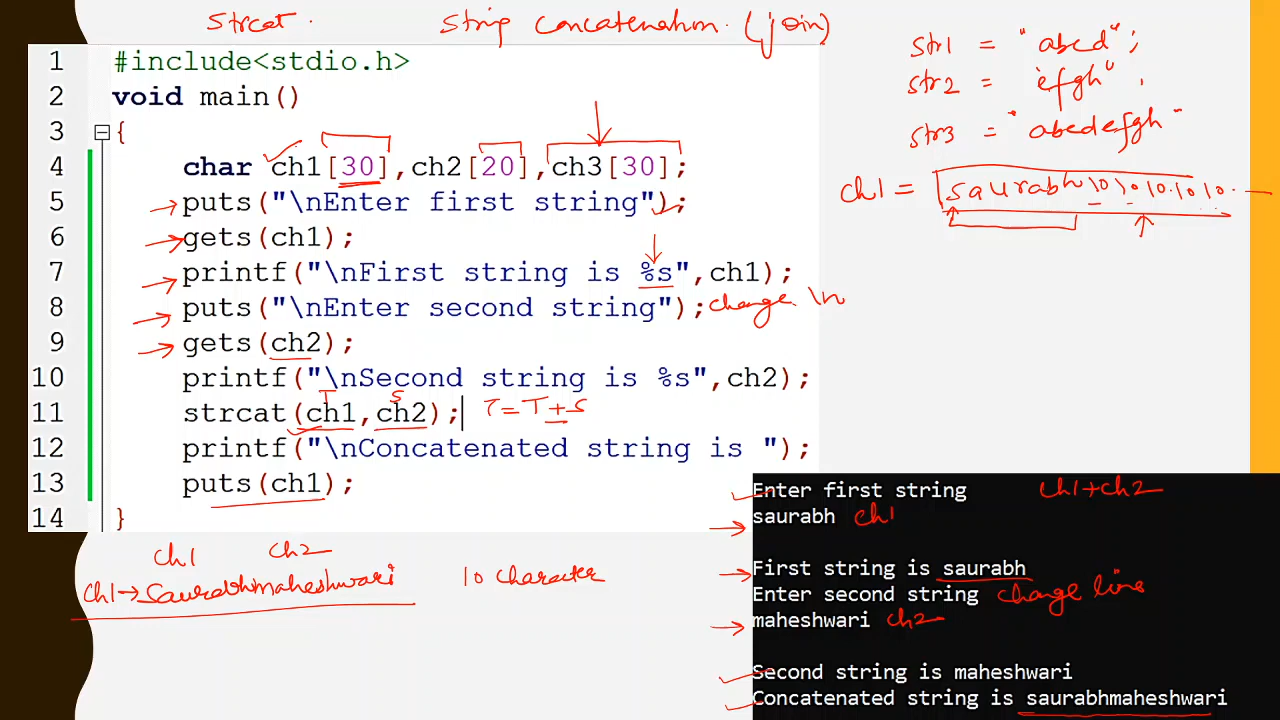 strcat. string concatenation. (join)
str1 = "abcd";
str2 = "efgh".
str3 = "abcdefgh"
1 #include<stdio.h>
2 void main()
3 {
4 char ch1[30],ch2[20],ch3[30];
5 puts("\nEnter first string");
6 gets(ch1);
7 printf("\nFirst string is %s",ch1);
8 puts("\nEnter second string"); change \n
9 gets(ch2);
10 printf("\nSecond string is %s",ch2);
T S
11 strcat(ch1,ch2); T=T+S
12 printf("\nConcatenated string is ");
13 puts(ch1);
14 }
ch1 = saurabh\0\0\0\0\0.
ch1 ch2
ch1→Saurabhmaheshwari 10 character
Enter first string ch1+ch2
saurabh ch1
First string is saurabh
Enter second string change line
maheshwari ch2
Second string is maheshwari
Concatenated string is saurabhmaheshwari